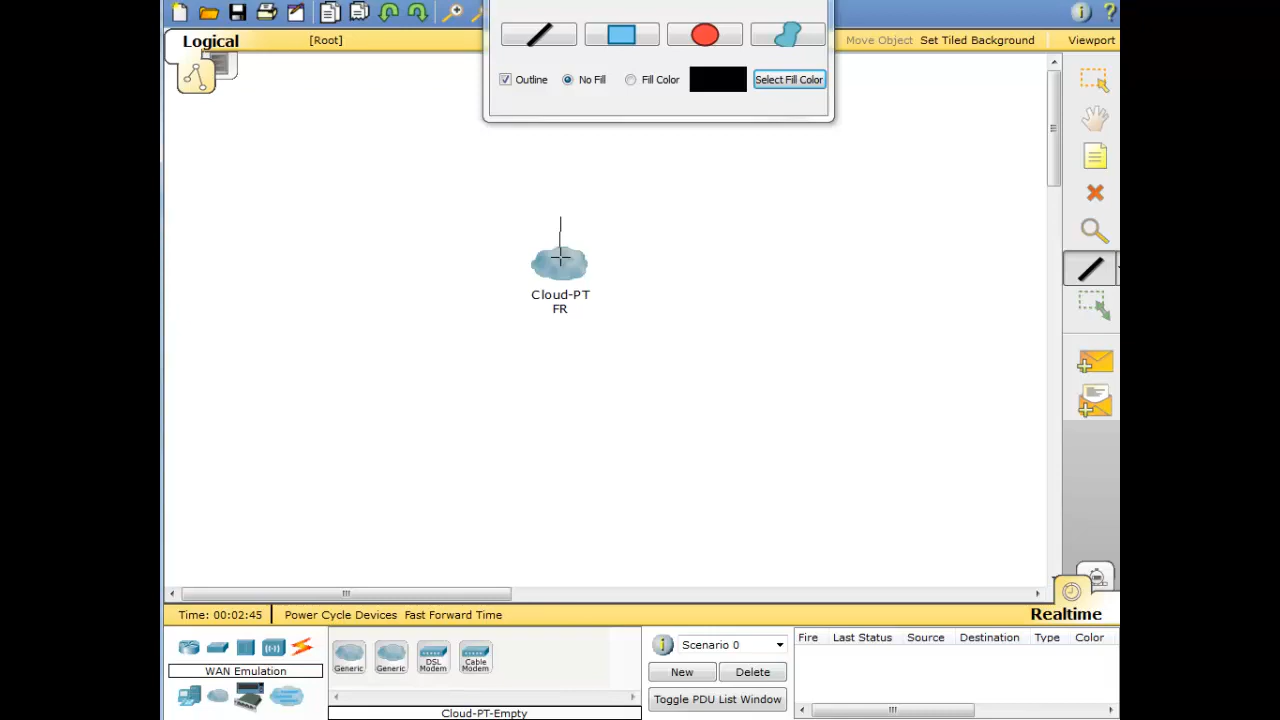 Logical
[Root]
Move Object
Set Tiled Background
Viewport
Outline
No Fill
Fill Color
Select Fill Color
Cloud-PT
FR
Time: 00:02:45
Power Cycle Devices
Fast Forward Time
Realtime
WAN Emulation
Generic
Generic
DSL
Modem
Cable
Modem
Cloud-PT-Empty
Scenario 0
New
Delete
Toggle PDU List Window
Fire
Last Status
Source
Destination
Type
Color